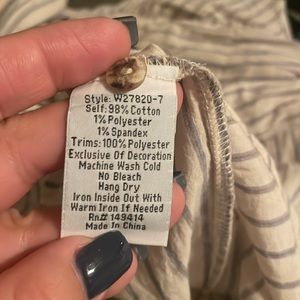 Style: W27820-7
Self: 98% Cotton
1% Polyester
1% Spandex
Trims: 100% Polyester
Exclusive Of Decoration
Machine Wash Cold
No Bleach
Hang Dry
Iron Inside Out With
Warm Iron If Needed
Rn# 149414
Made In China